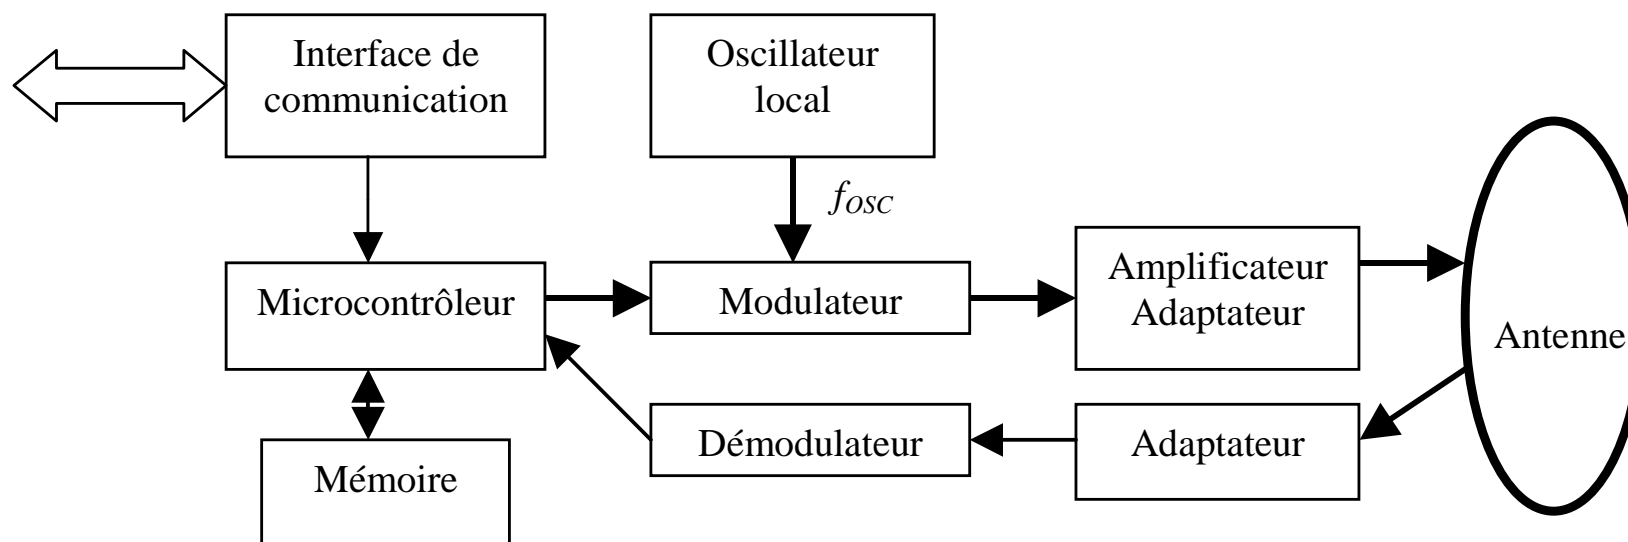 Interface de
communication
Oscillateur
local
fOSC
Microcontrôleur
Modulateur
Amplificateur
Adaptateur
Antenne
Démodulateur
Adaptateur
Mémoire